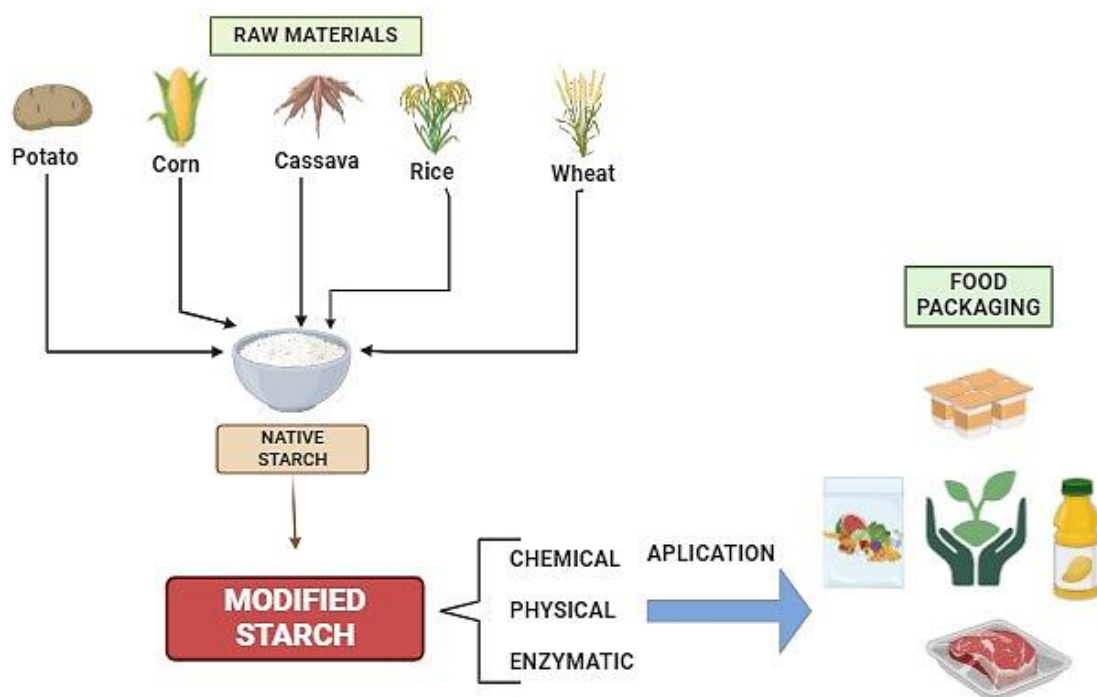 RAW MATERIALS
Potato
Corn
Cassava
Rice
Wheat
FOOD
PACKAGING
NATIVE
STARCH
MODIFIED
STARCH
CHEMICAL
PHYSICAL
ENZYMATIC
APLICATION